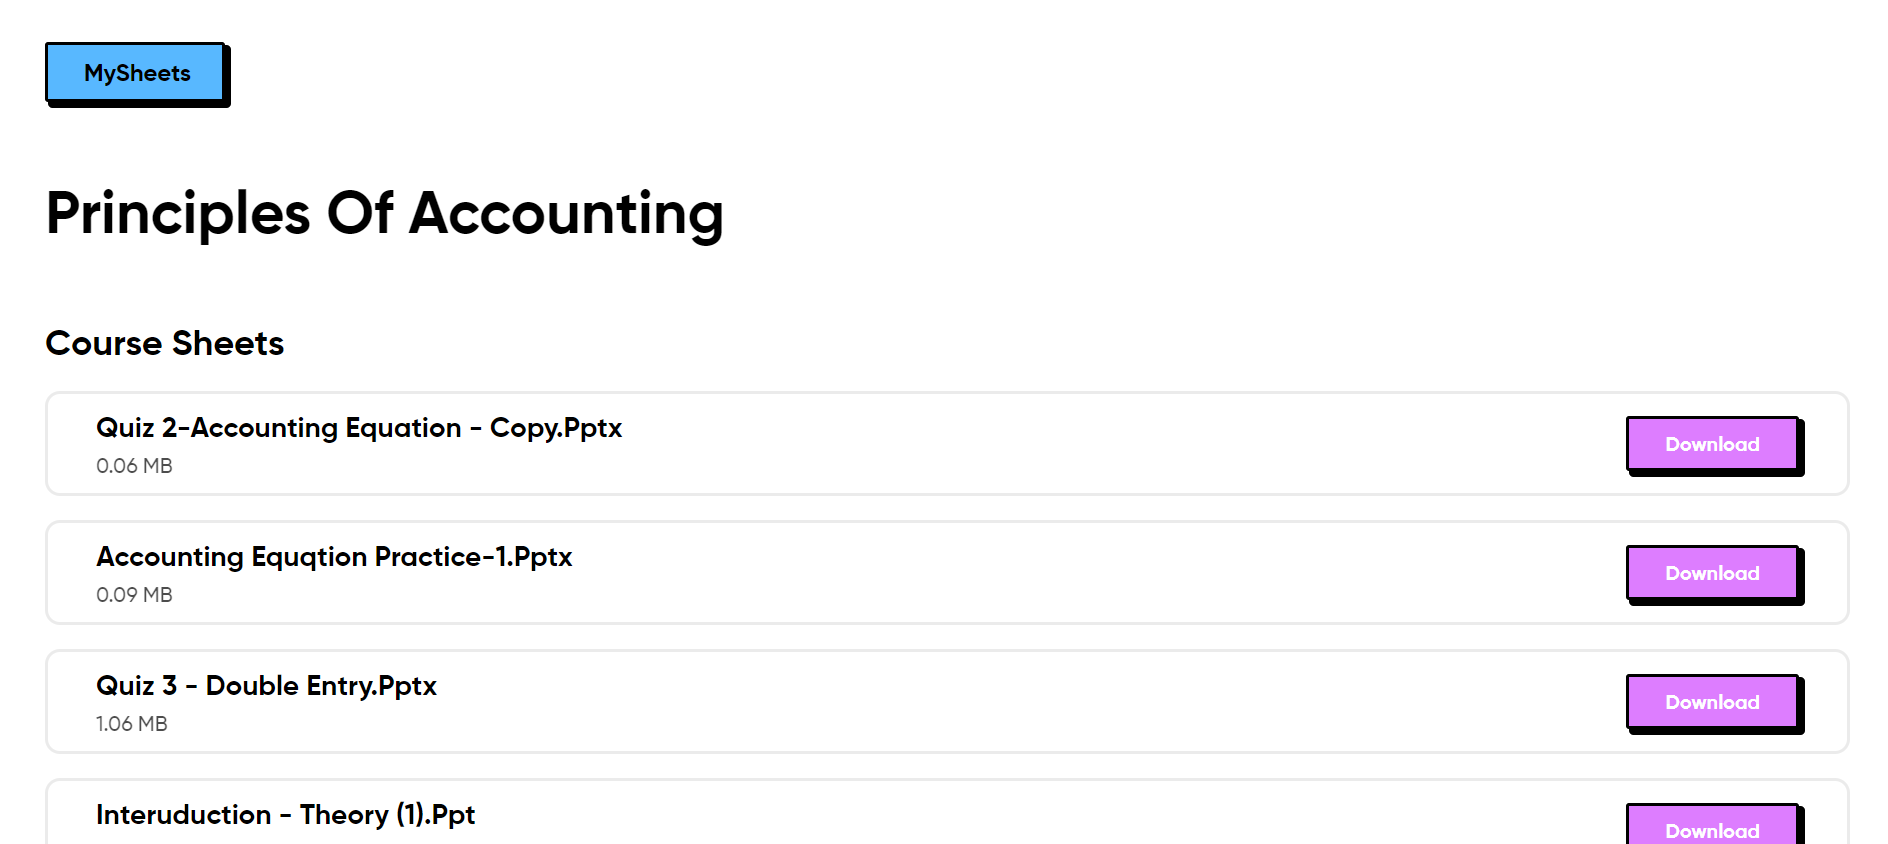 MySheets
Principles Of Accounting
Course Sheets
Quiz 2-Accounting Equation - Copy.Pptx
0.06 MB
Download
Accounting Equqtion Practice-1.Pptx
0.09 MB
Download
Quiz 3 - Double Entry.Pptx
1.06 MB
Download
Interuduction - Theory (1).Ppt
Download